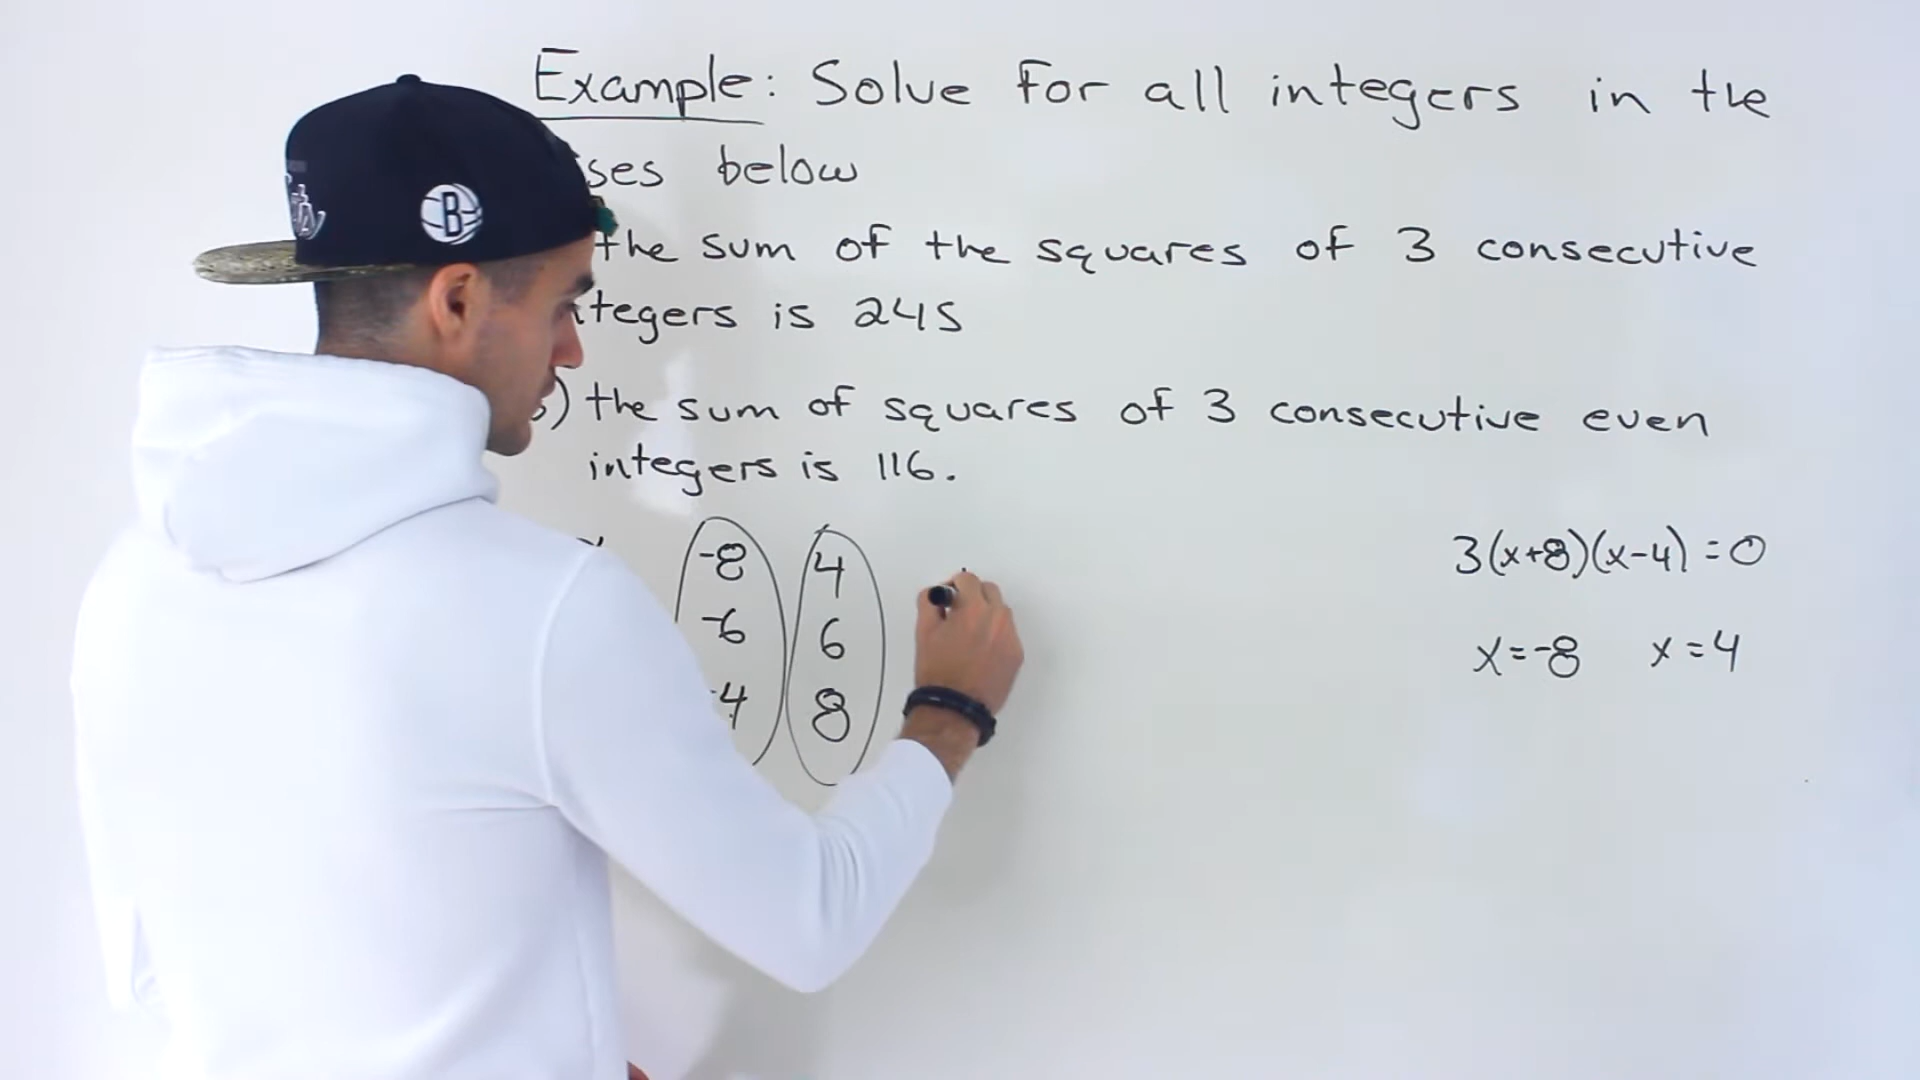 Example: Solve for all integers in the
ses below
the sum of the squares of 3 consecutive
tegers is 245
) the sum of squares of 3 consecutive even
integers is 116.
-8 4
-6 6
-4 8
3(x+8)(x-4)=0
x=-8 x=4
B